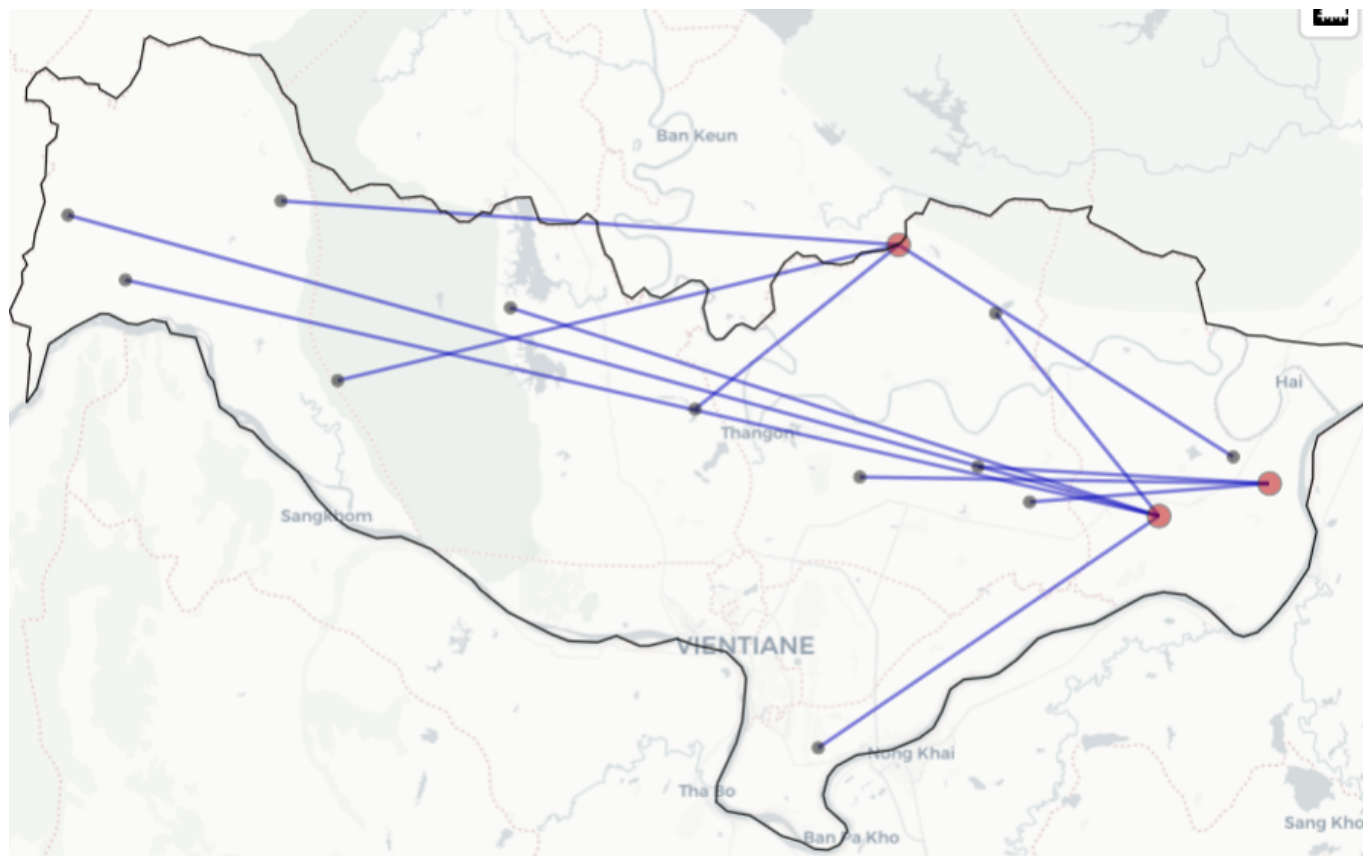 Ban Keun
Hai
Thangon
Sangkhom
VIENTIANE
Nong Khai
Tha Bo
Ban Pa Kho
Sang Kho